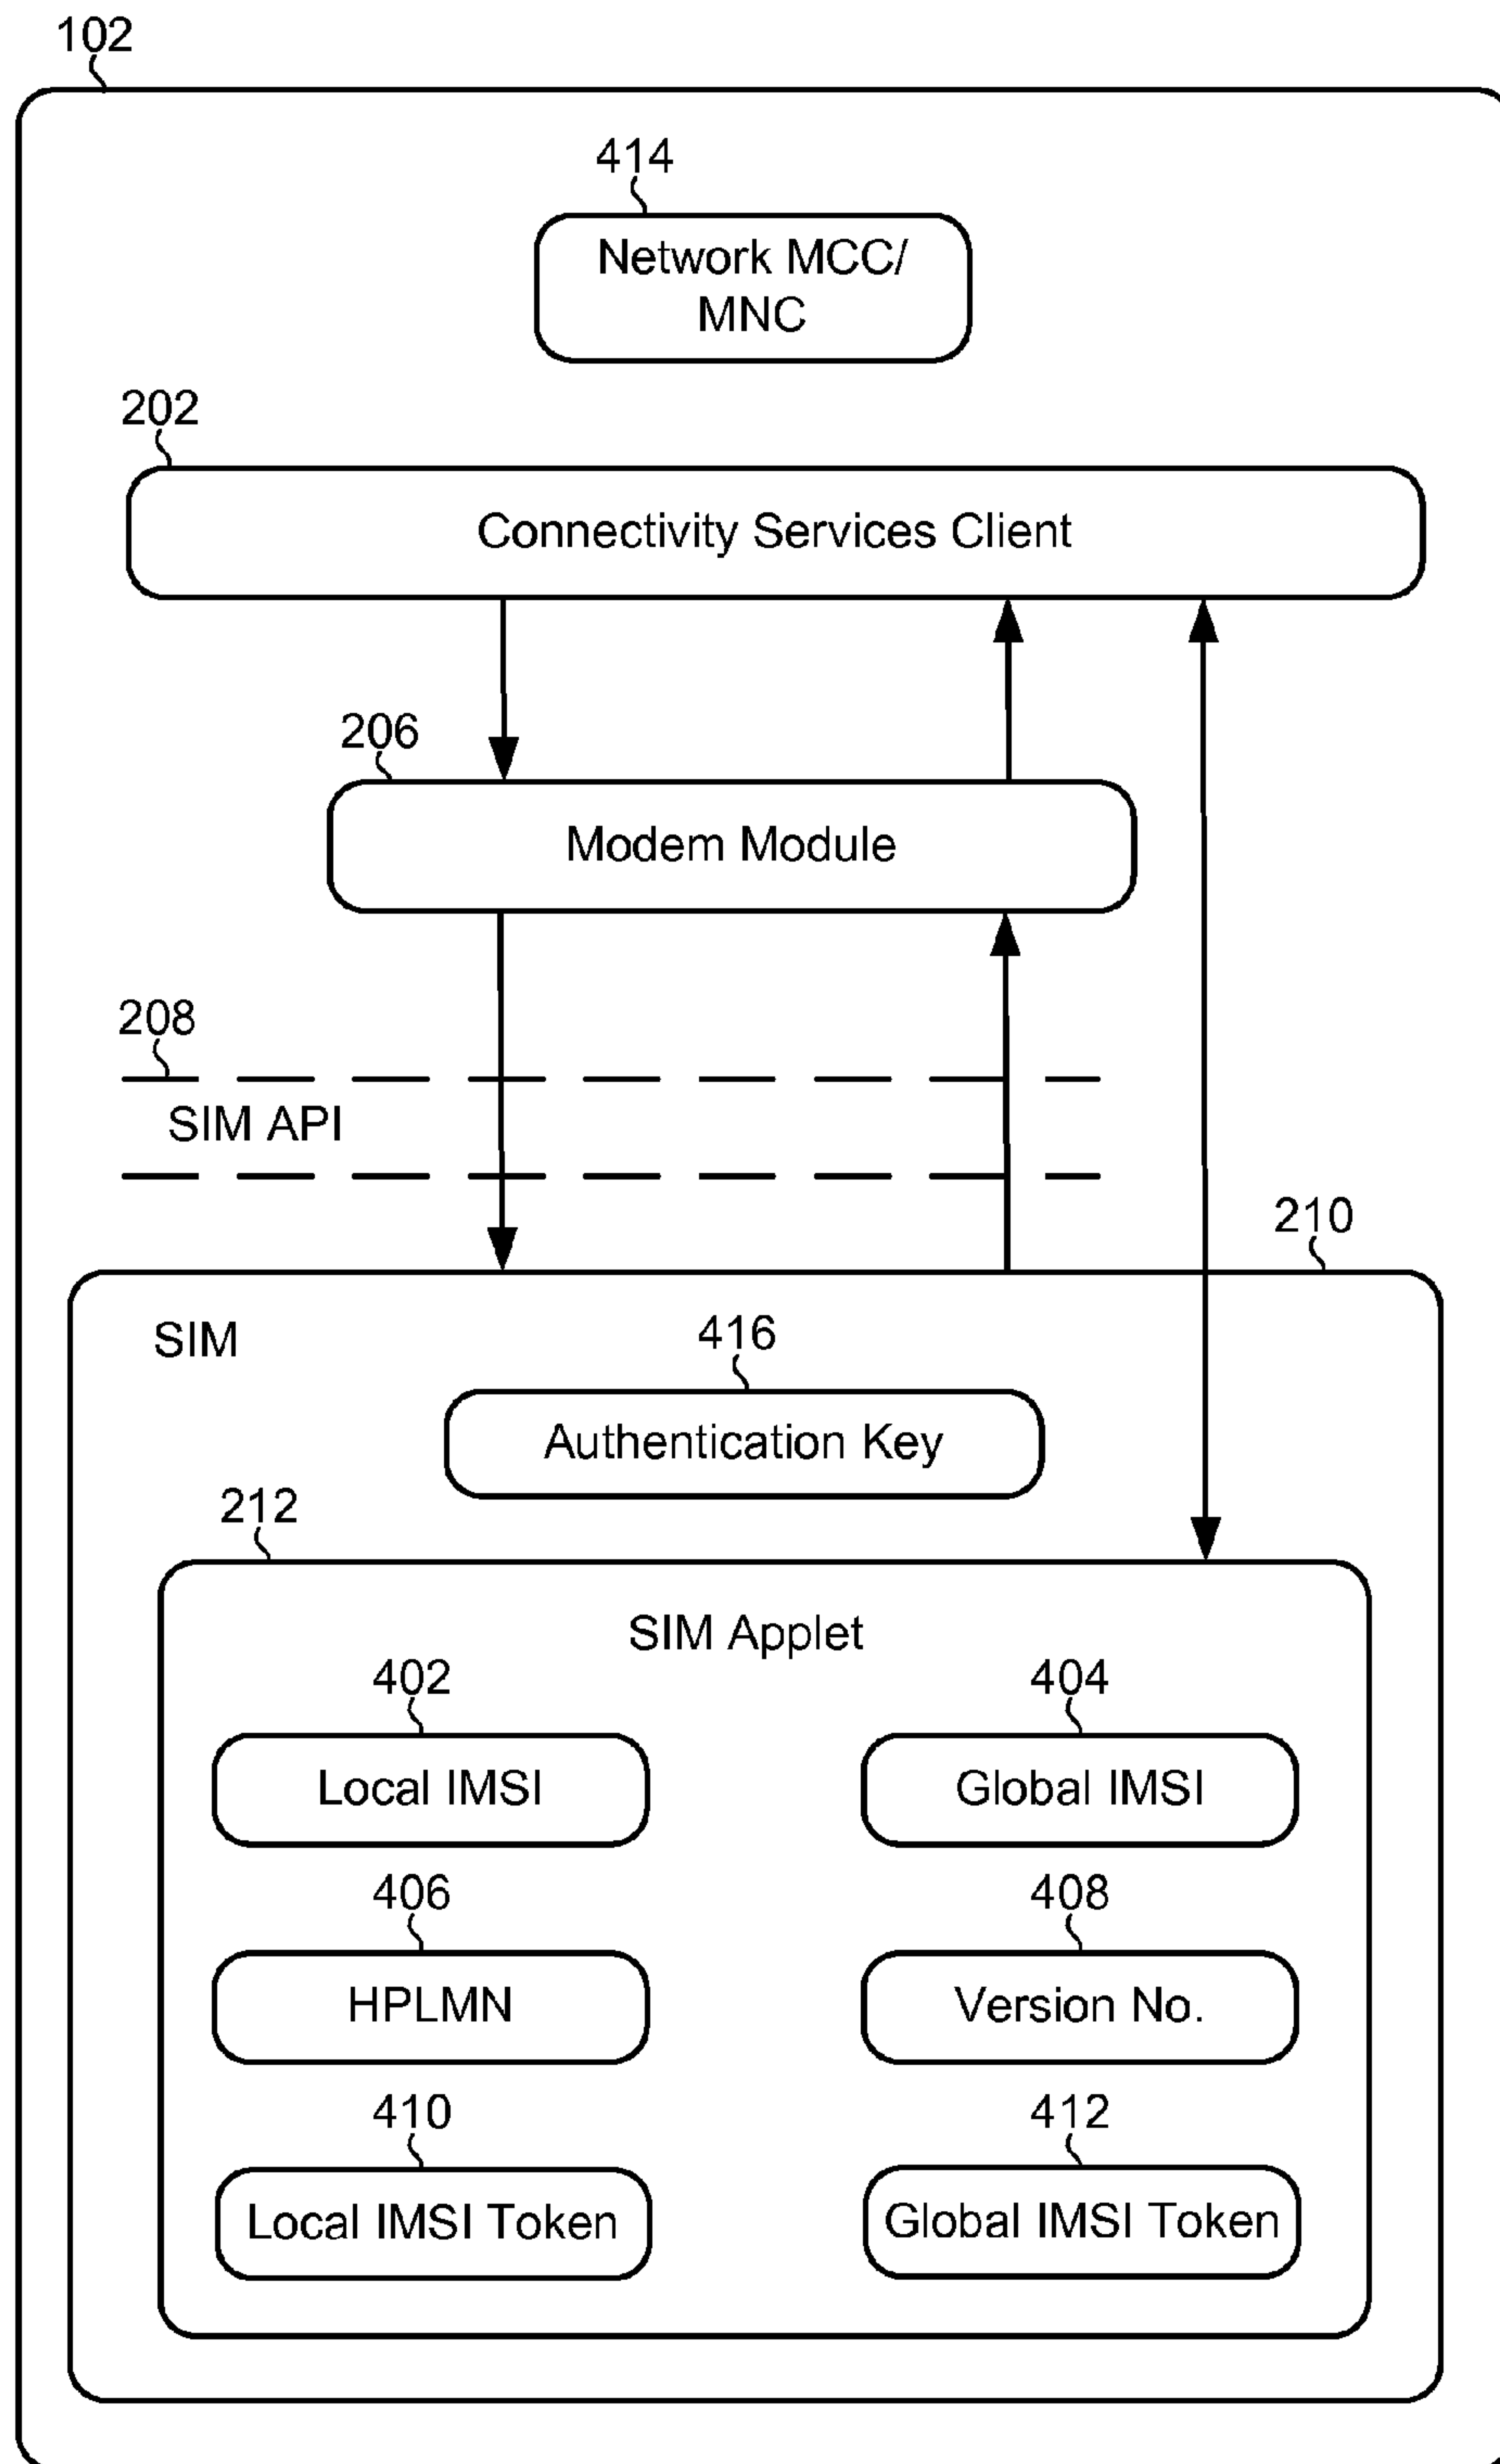 102
414
Network MCC/
MNC
202
Connectivity Services Client
206
Modem Module
208
SIM API
210
SIM
416
Authentication Key
212
SIM Applet
402
404
Local IMSI
Global IMSI
406
408
HPLMN
Version No.
410
412
Local IMSI Token
Global IMSI Token